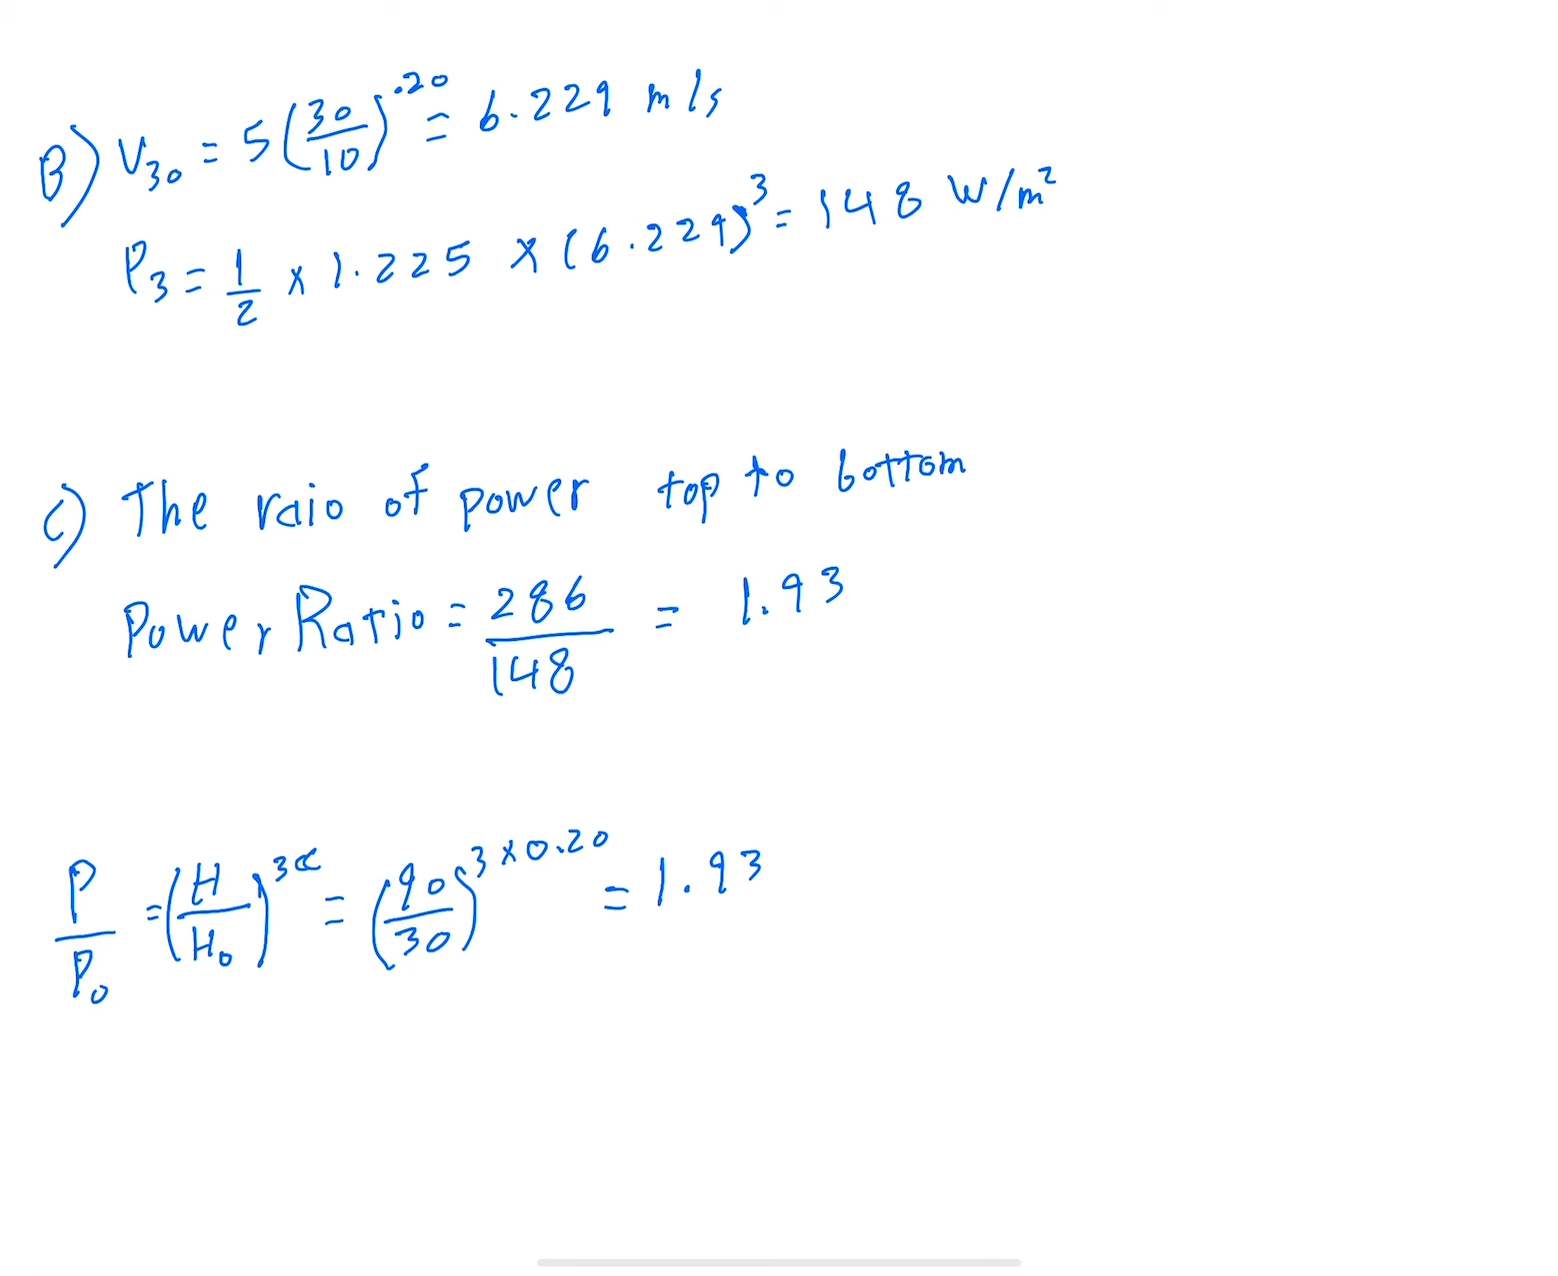 B) V₃₀ = 5(30/10)^.20 = 6.229 m/s
P₃ = 1/2 x 1.225 x (6.229)³ = 148 W/m²
C) The raio of power top to bottom
Power Ratio = 286/148 = 1.93
P/P₀ = (H/H₀)^3α = (90/30)^3x0.20 = 1.93